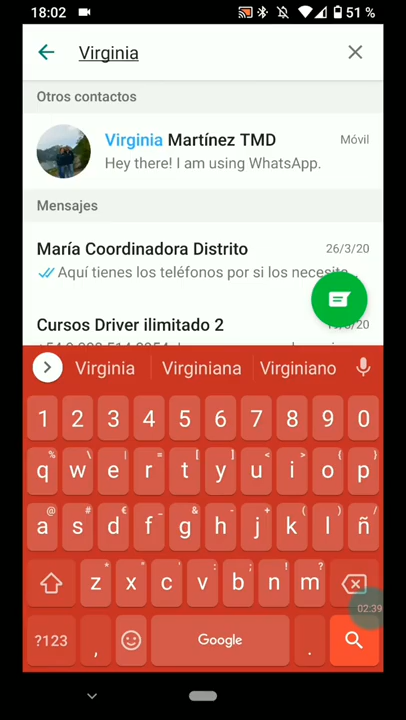 18:02 51 %
Virginia
Otros contactos
Virginia Martínez TMD Móvil
Hey there! I am using WhatsApp.
Mensajes
María Coordinadora Distrito 26/3/20
Aquí tienes los teléfonos por si los necesita...
Cursos Driver ilimitado 2
Virginia Virginiana Virginiano
1 2 3 4 5 6 7 8 9 0
% \ | = [ ] < > { }
q w e r t y u i o p
@ # € _ & - + ( ) /
a s d f g h j k l ñ
* " ' : ; ! ?
z x c v b n m
02:39
?123 , Google .